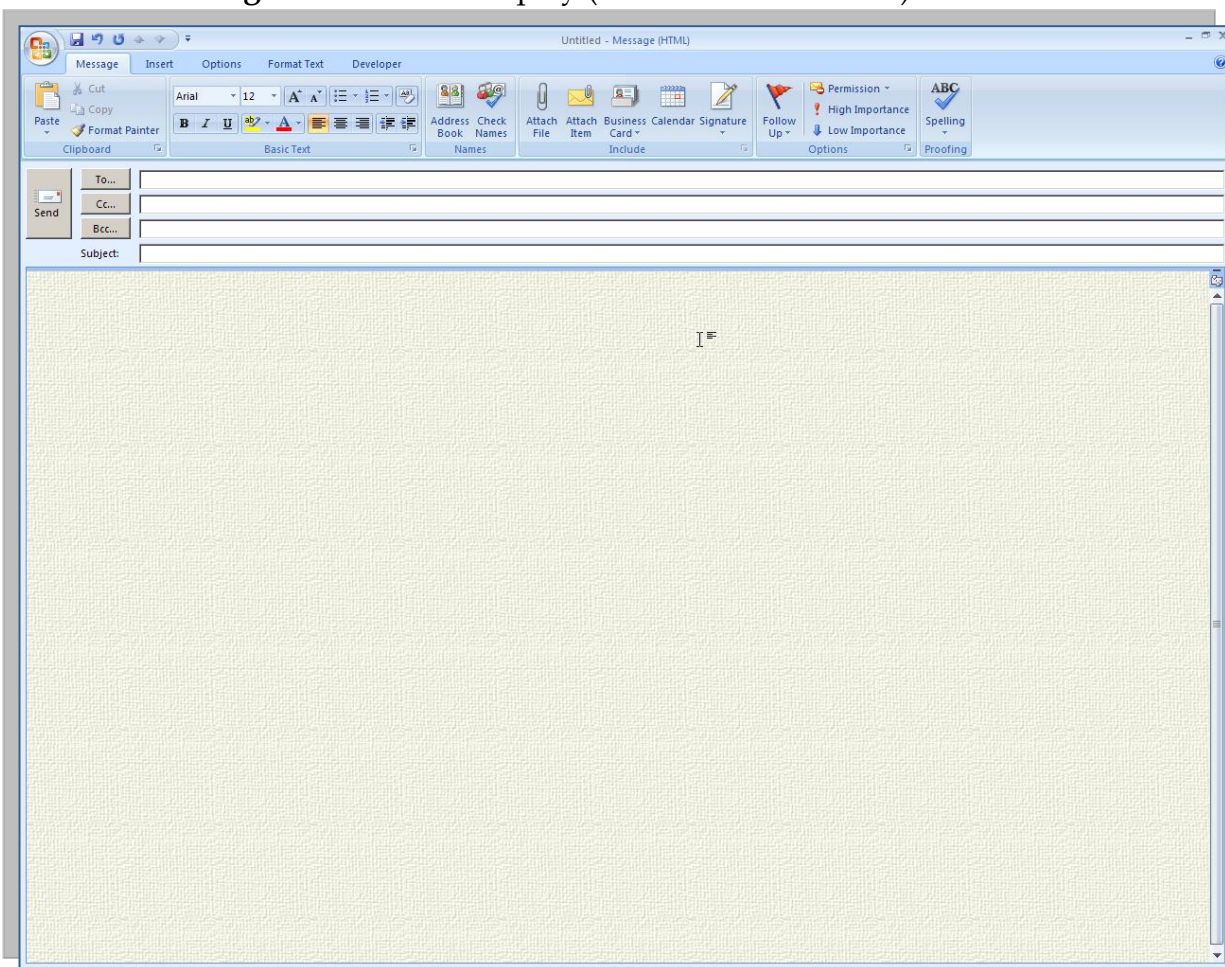 Untitled - Message (HTML)
Message Insert Options Format Text Developer
Paste
Cut
Copy
Format Painter
Clipboard
Arial 12
B I U
Basic Text
Address Book
Check Names
Names
Attach File
Attach Item
Business Card
Calendar
Signature
Include
Follow Up
Permission
High Importance
Low Importance
Options
ABC
Spelling
Proofing
Send
To...
Cc...
Bcc...
Subject: